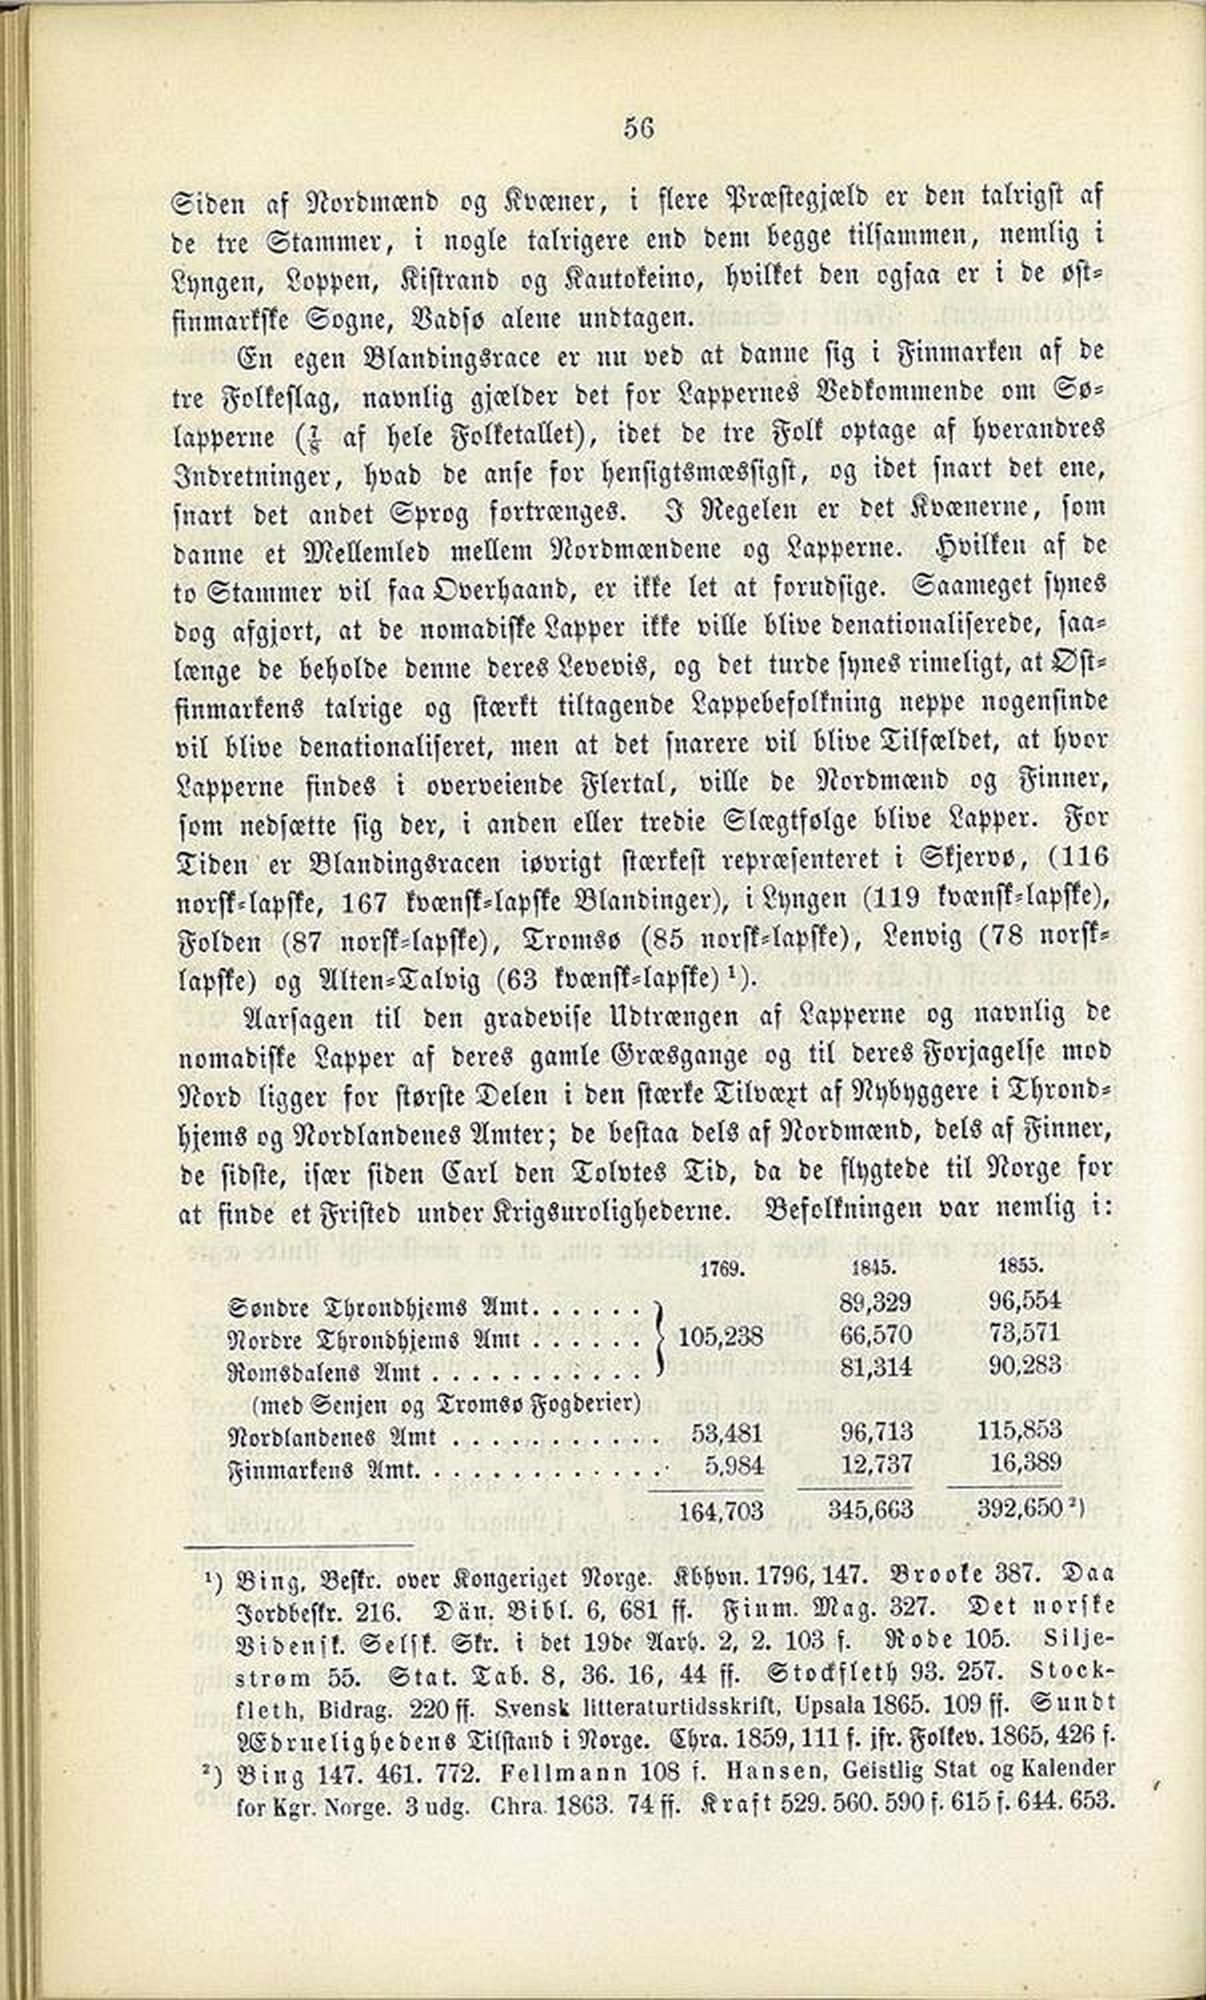 56
Siden af Nordmænd og Kvæner, i flere Præstegjæld er den talrigst af
de tre Stammer, i nogle talrigere end dem begge tilsammen, nemlig i
Lyngen, Loppen, Kistrand og Kautokeino, hvilket den ogsaa er i de øst-
finmarkske Sogne, Vadsø alene undtagen.
En egen Blandingsrace er nu ved at danne sig i Finmarken af de
tre Folkeslag, navnlig gjælder det for Lappernes Vedkommende om Sø-
lapperne (⅞ af hele Folketallet), idet de tre Folk optage af hverandres
Indretninger, hvad de anse for hensigtsmæssigst, og idet snart det ene,
snart det andet Sprog fortrænges. I Regelen er det Kvænerne, som
danne et Mellemled mellem Nordmændene og Lapperne. Hvilken af de
to Stammer vil faa Overhaand, er ikke let at forudsige. Saameget synes
dog afgjort, at de nomadiske Lapper ikke ville blive denationaliserede, saa-
længe de beholde denne deres Levevis, og det turde synes rimeligt, at Øst-
finmarkens talrige og stærkt tiltagende Lappebefolkning neppe nogensinde
vil blive denationaliseret, men at det snarere vil blive Tilfældet, at hvor
Lapperne findes i overveiende Flertal, ville de Nordmænd og Finner,
som nedsætte sig der, i anden eller tredie Slægtfølge blive Lapper. For
Tiden er Blandingsracen iøvrigt stærkest repræsenteret i Skjervø, (116
norsk-lapske, 167 kvænsk-lapske Blandinger), i Lyngen (119 kvænsk-lapske),
Folden (87 norsk-lapske), Tromsø (85 norsk-lapske), Lenvig (78 norsk-
lapske) og Alten-Talvig (63 kvænsk-lapske) ¹).
Aarsagen til den gradevise Udtrængen af Lapperne og navnlig de
nomadiske Lapper af deres gamle Græsgange og til deres Forjagelse mod
Nord ligger for største Delen i den stærke Tilvæxt af Nybyggere i Thrond-
hjems og Nordlandenes Amter; de bestaa dels af Nordmænd, dels af Finner,
de sidste, især siden Carl den Tolvtes Tid, da de flygtede til Norge for
at finde et Fristed under Krigsurolighederne. Befolkningen var nemlig i:
1769. 1845. 1855.
Søndre Throndhjems Amt. . . . . . } 89,329 96,554
Nordre Throndhjems Amt . . . . . . } 105,238 66,570 73,571
Romsdalens Amt . . . . . . . . . . . } 81,314 90,283
(med Senjen og Tromsø Fogderier)
Nordlandenes Amt . . . . . . . . . . . 53,481 96,713 115,853
Finmarkens Amt. . . . . . . . . . . . . 5,984 12,737 16,389
164,703 345,663 392,650 ²)
¹) Bing, Beskr. over Kongeriget Norge. Kbhvn. 1796, 147. Brooke 387. Daa
Jordbeskr. 216. Dän. Bibl. 6, 681 ff. Finm. Mag. 327. Det norske
Vidensk. Selsk. Skr. i det 19de Aarh. 2, 2. 103 f. Rode 105. Silje-
strøm 55. Stat. Tab. 8, 36. 16, 44 ff. Stockfleth 93. 257. Stock-
fleth, Bidrag. 220 ff. Svensk litteraturtidsskrift, Upsala 1865. 109 ff. Sundt
Ædruelighedens Tilstand i Norge. Chra. 1859, 111 f. jfr. Folkev. 1865, 426 f.
²) Bing 147. 461. 772. Fellmann 108 f. Hansen, Geistlig Stat og Kalender
for Kgr. Norge. 3 udg. Chra. 1863. 74 ff. Kraft 529. 560. 590 f. 615 f. 644. 653.